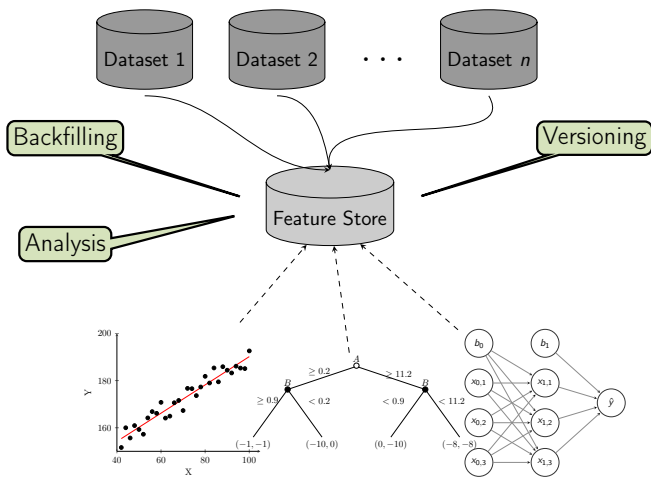 Dataset 1
Dataset 2
. . .
Dataset n
Backfilling
Versioning
Feature Store
Analysis
200
180
160
40
60
80
100
Y
X
A
≥ 0.2
≥ 11.2
B
B
≥ 0.9
< 0.2
< 0.9
< 11.2
(−1, −1)
(−10, 0)
(0, −10)
(−8, −8)
b0
b1
x0,1
x1,1
ŷ
x0,2
x1,2
x0,3
x1,3